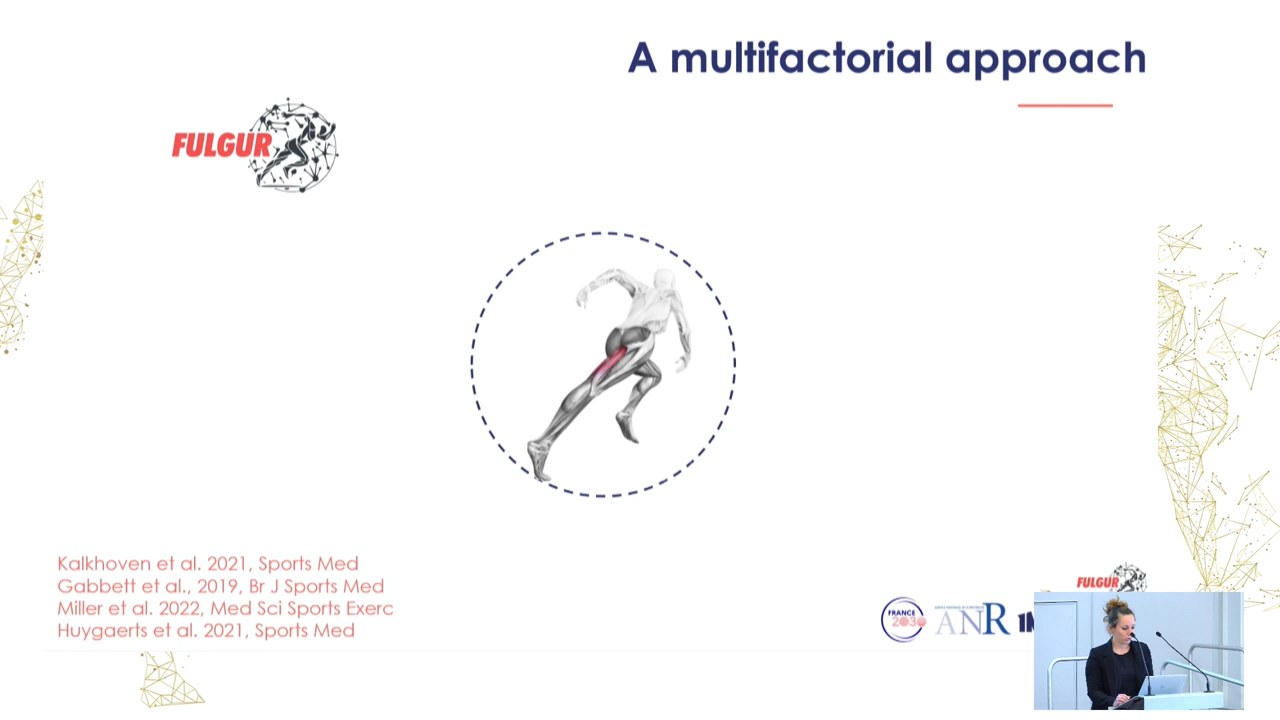 A multifactorial approach
FULGUR
Kalkhoven et al. 2021, Sports Med
Gabbett et al., 2019, Br J Sports Med
Miller et al. 2022, Med Sci Sports Exerc
Huygaerts et al. 2021, Sports Med
FULGUR
FRANCE
2030
ANR